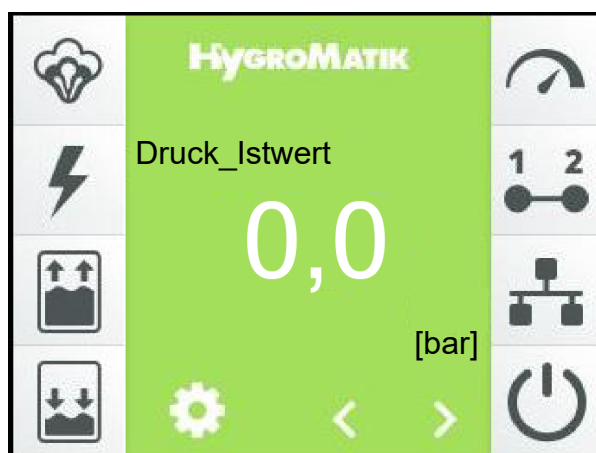 HYGROMATIK
Druck_Istwert
1 2
0,0
[bar]